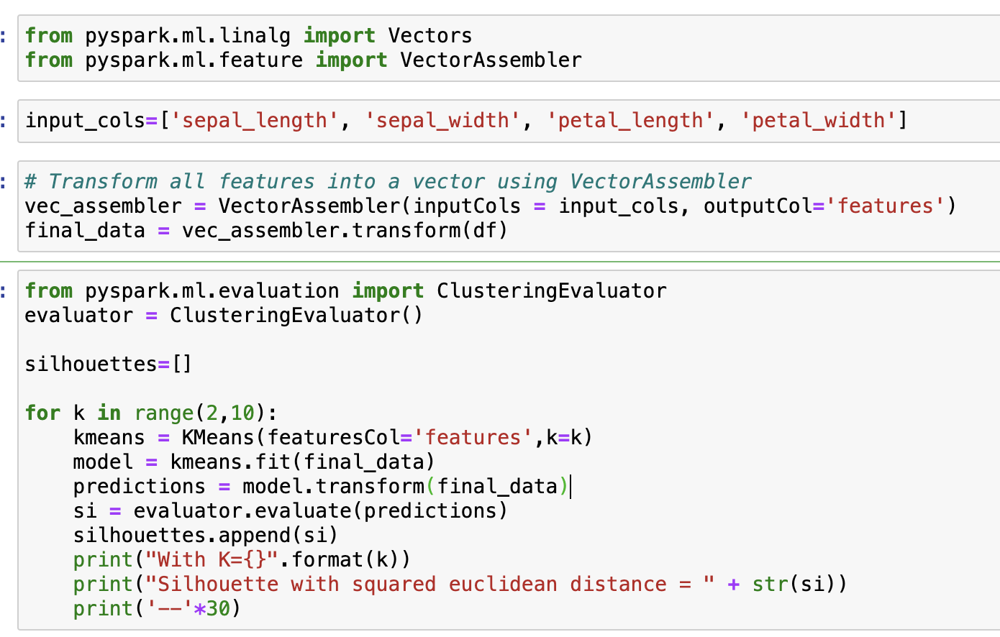 :
from pyspark.ml.linalg import Vectors
from pyspark.ml.feature import VectorAssembler
:
input_cols=['sepal_length', 'sepal_width', 'petal_length', 'petal_width']
:
# Transform all features into a vector using VectorAssembler
vec_assembler = VectorAssembler(inputCols = input_cols, outputCol='features')
final_data = vec_assembler.transform(df)
:
from pyspark.ml.evaluation import ClusteringEvaluator
evaluator = ClusteringEvaluator()
silhouettes=[]
for k in range(2,10):
    kmeans = KMeans(featuresCol='features',k=k)
    model = kmeans.fit(final_data)
    predictions = model.transform(final_data)
    si = evaluator.evaluate(predictions)
    silhouettes.append(si)
    print("With K={}".format(k))
    print("Silhouette with squared euclidean distance = " + str(si))
    print('--'*30)